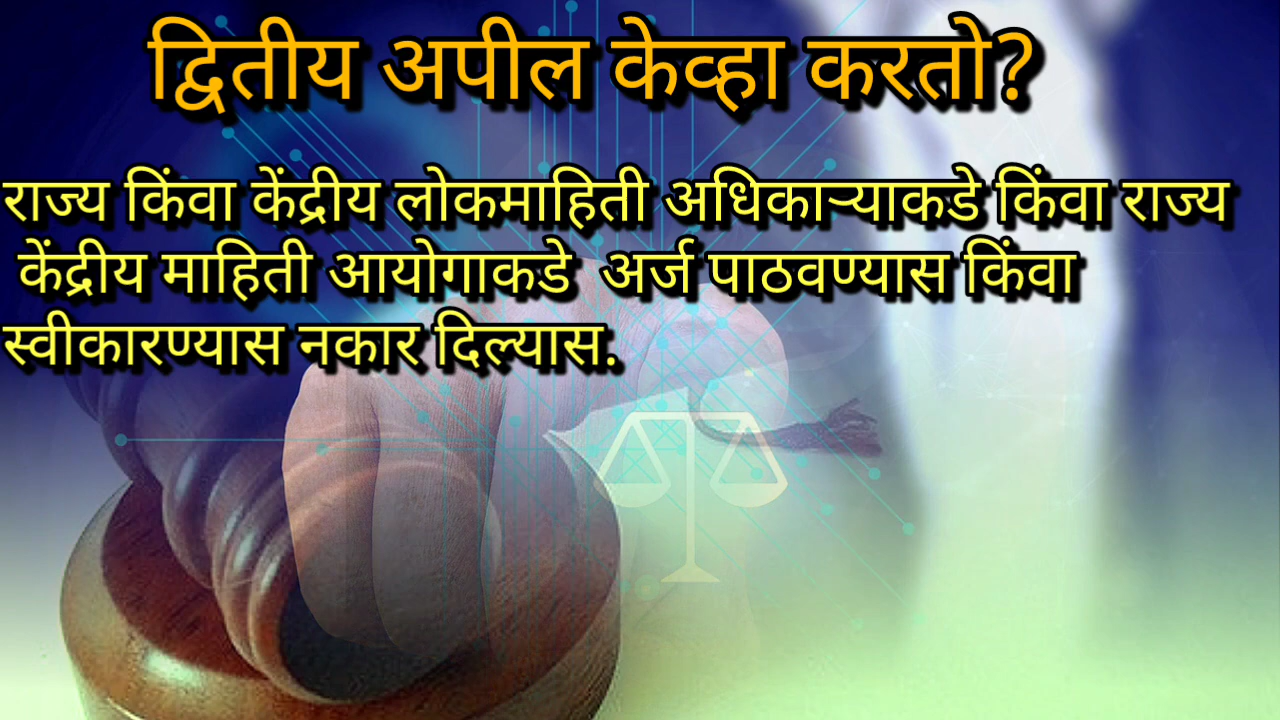 द्वितीय अपील केव्हा करतो?
राज्य किंवा केंद्रीय लोकमाहिती अधिकाऱ्याकडे किंवा राज्य
केंद्रीय माहिती आयोगाकडे अर्ज पाठवण्यास किंवा
स्वीकारण्यास नकार दिल्यास.